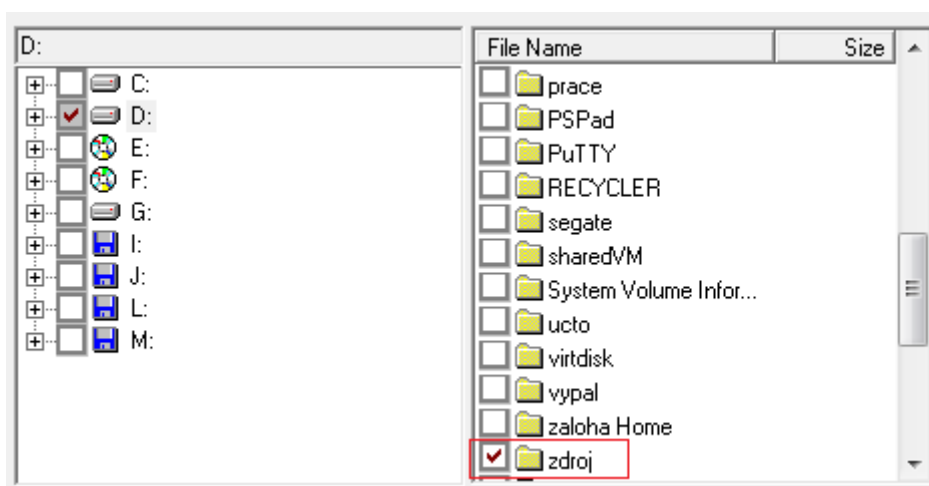 D:
C:
D:
E:
F:
G:
I:
J:
L:
M:
File Name Size
prace
PSPad
PuTTY
RECYCLER
segate
sharedVM
System Volume Infor...
ucto
virtdisk
vypal
zaloha Home
zdroj